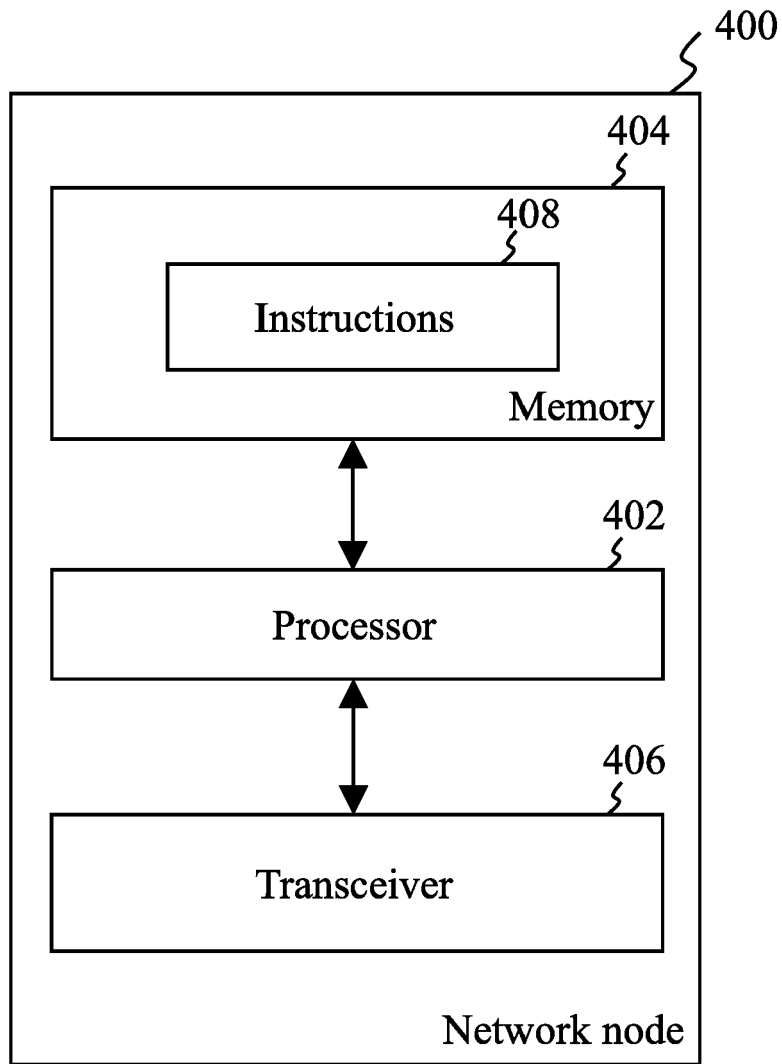 400
404
408
Instructions
Memory
402
Processor
406
Transceiver
Network node